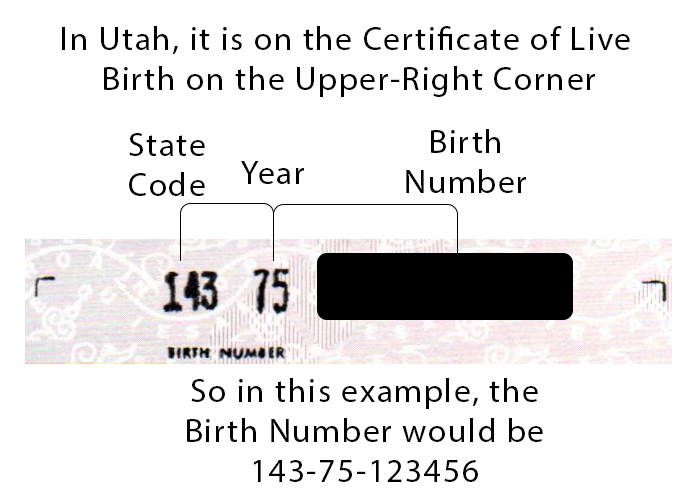 In Utah, it is on the Certificate of Live
Birth on the Upper-Right Corner
State
Code
Year
Birth
Number
143 75
BIRTH NUMBER
So in this example, the
Birth Number would be
143-75-123456